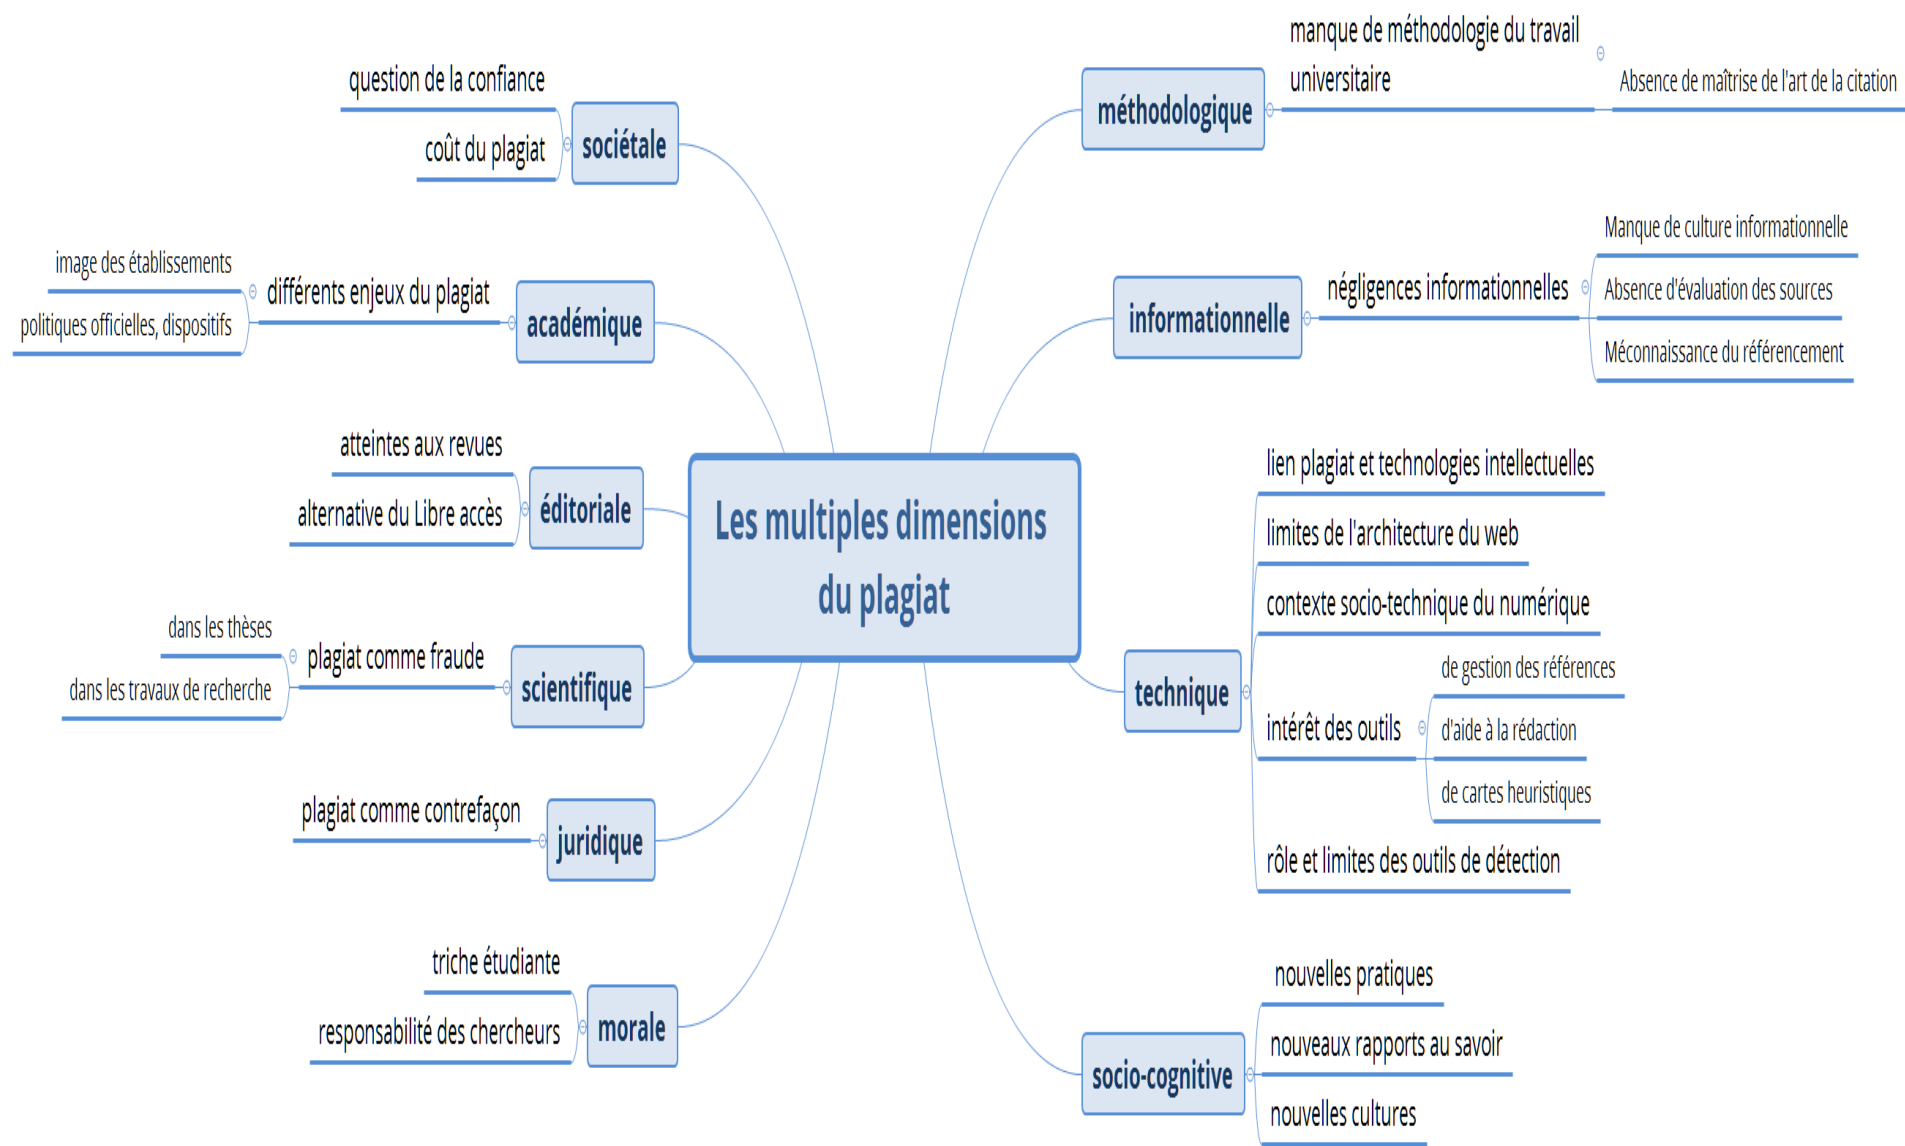 Les multiples dimensions
du plagiat
méthodologique
manque de méthodologie du travail
universitaire
Absence de maîtrise de l'art de la citation
informationnelle
négligences informationnelles
Manque de culture informationnelle
Absence d'évaluation des sources
Méconnaissance du référencement
technique
lien plagiat et technologies intellectuelles
limites de l'architecture du web
contexte socio-technique du numérique
intérêt des outils
de gestion des références
d'aide à la rédaction
de cartes heuristiques
rôle et limites des outils de détection
socio-cognitive
nouvelles pratiques
nouveaux rapports au savoir
nouvelles cultures
sociétale
question de la confiance
coût du plagiat
académique
différents enjeux du plagiat
image des établissements
politiques officielles, dispositifs
éditoriale
atteintes aux revues
alternative du Libre accès
scientifique
plagiat comme fraude
dans les thèses
dans les travaux de recherche
juridique
plagiat comme contrefaçon
morale
triche étudiante
responsabilité des chercheurs